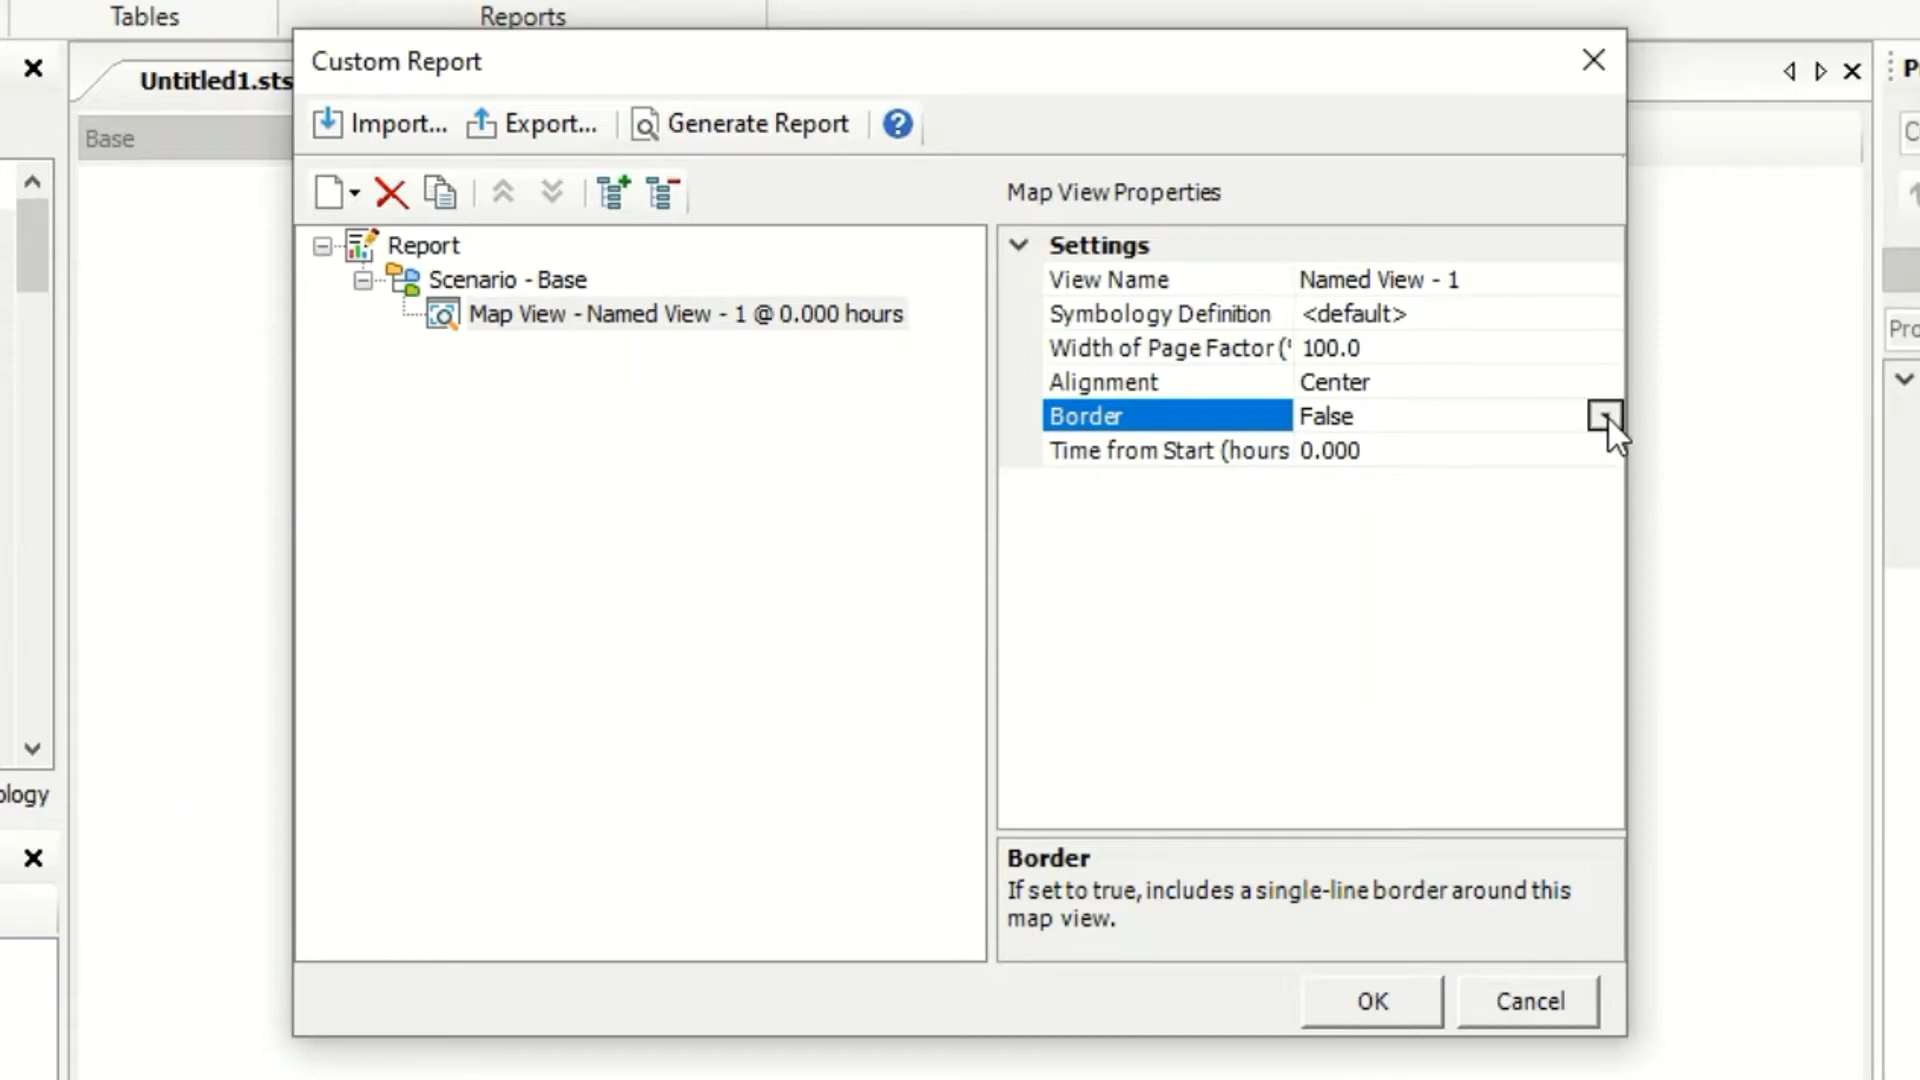 Tables
Reports
Untitled1.sts
Base
Custom Report
Import...
Export...
Generate Report
Map View Properties
Report
Scenario - Base
Map View - Named View - 1 @ 0.000 hours
Settings
View Name Named View - 1
Symbology Definition <default>
Width of Page Factor (' 100.0
Alignment Center
Border False
Time from Start (hours 0.000
Border
If set to true, includes a single-line border around this
map view.
OK
Cancel
ology
Pro